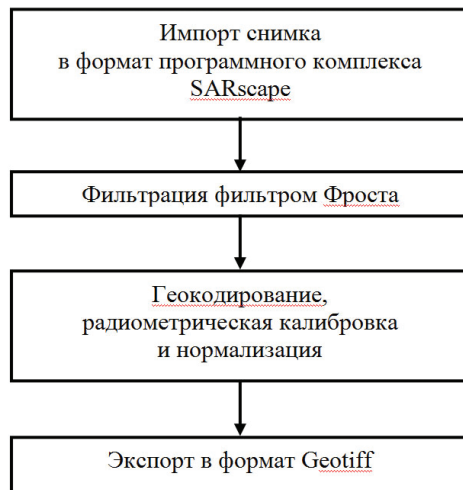 Импорт снимка
в формат программного комплекса
SARscape
Фильтрация фильтром Фроста
Геокодирование,
радиометрическая калибровка
и нормализация
Экспорт в формат Geotiff